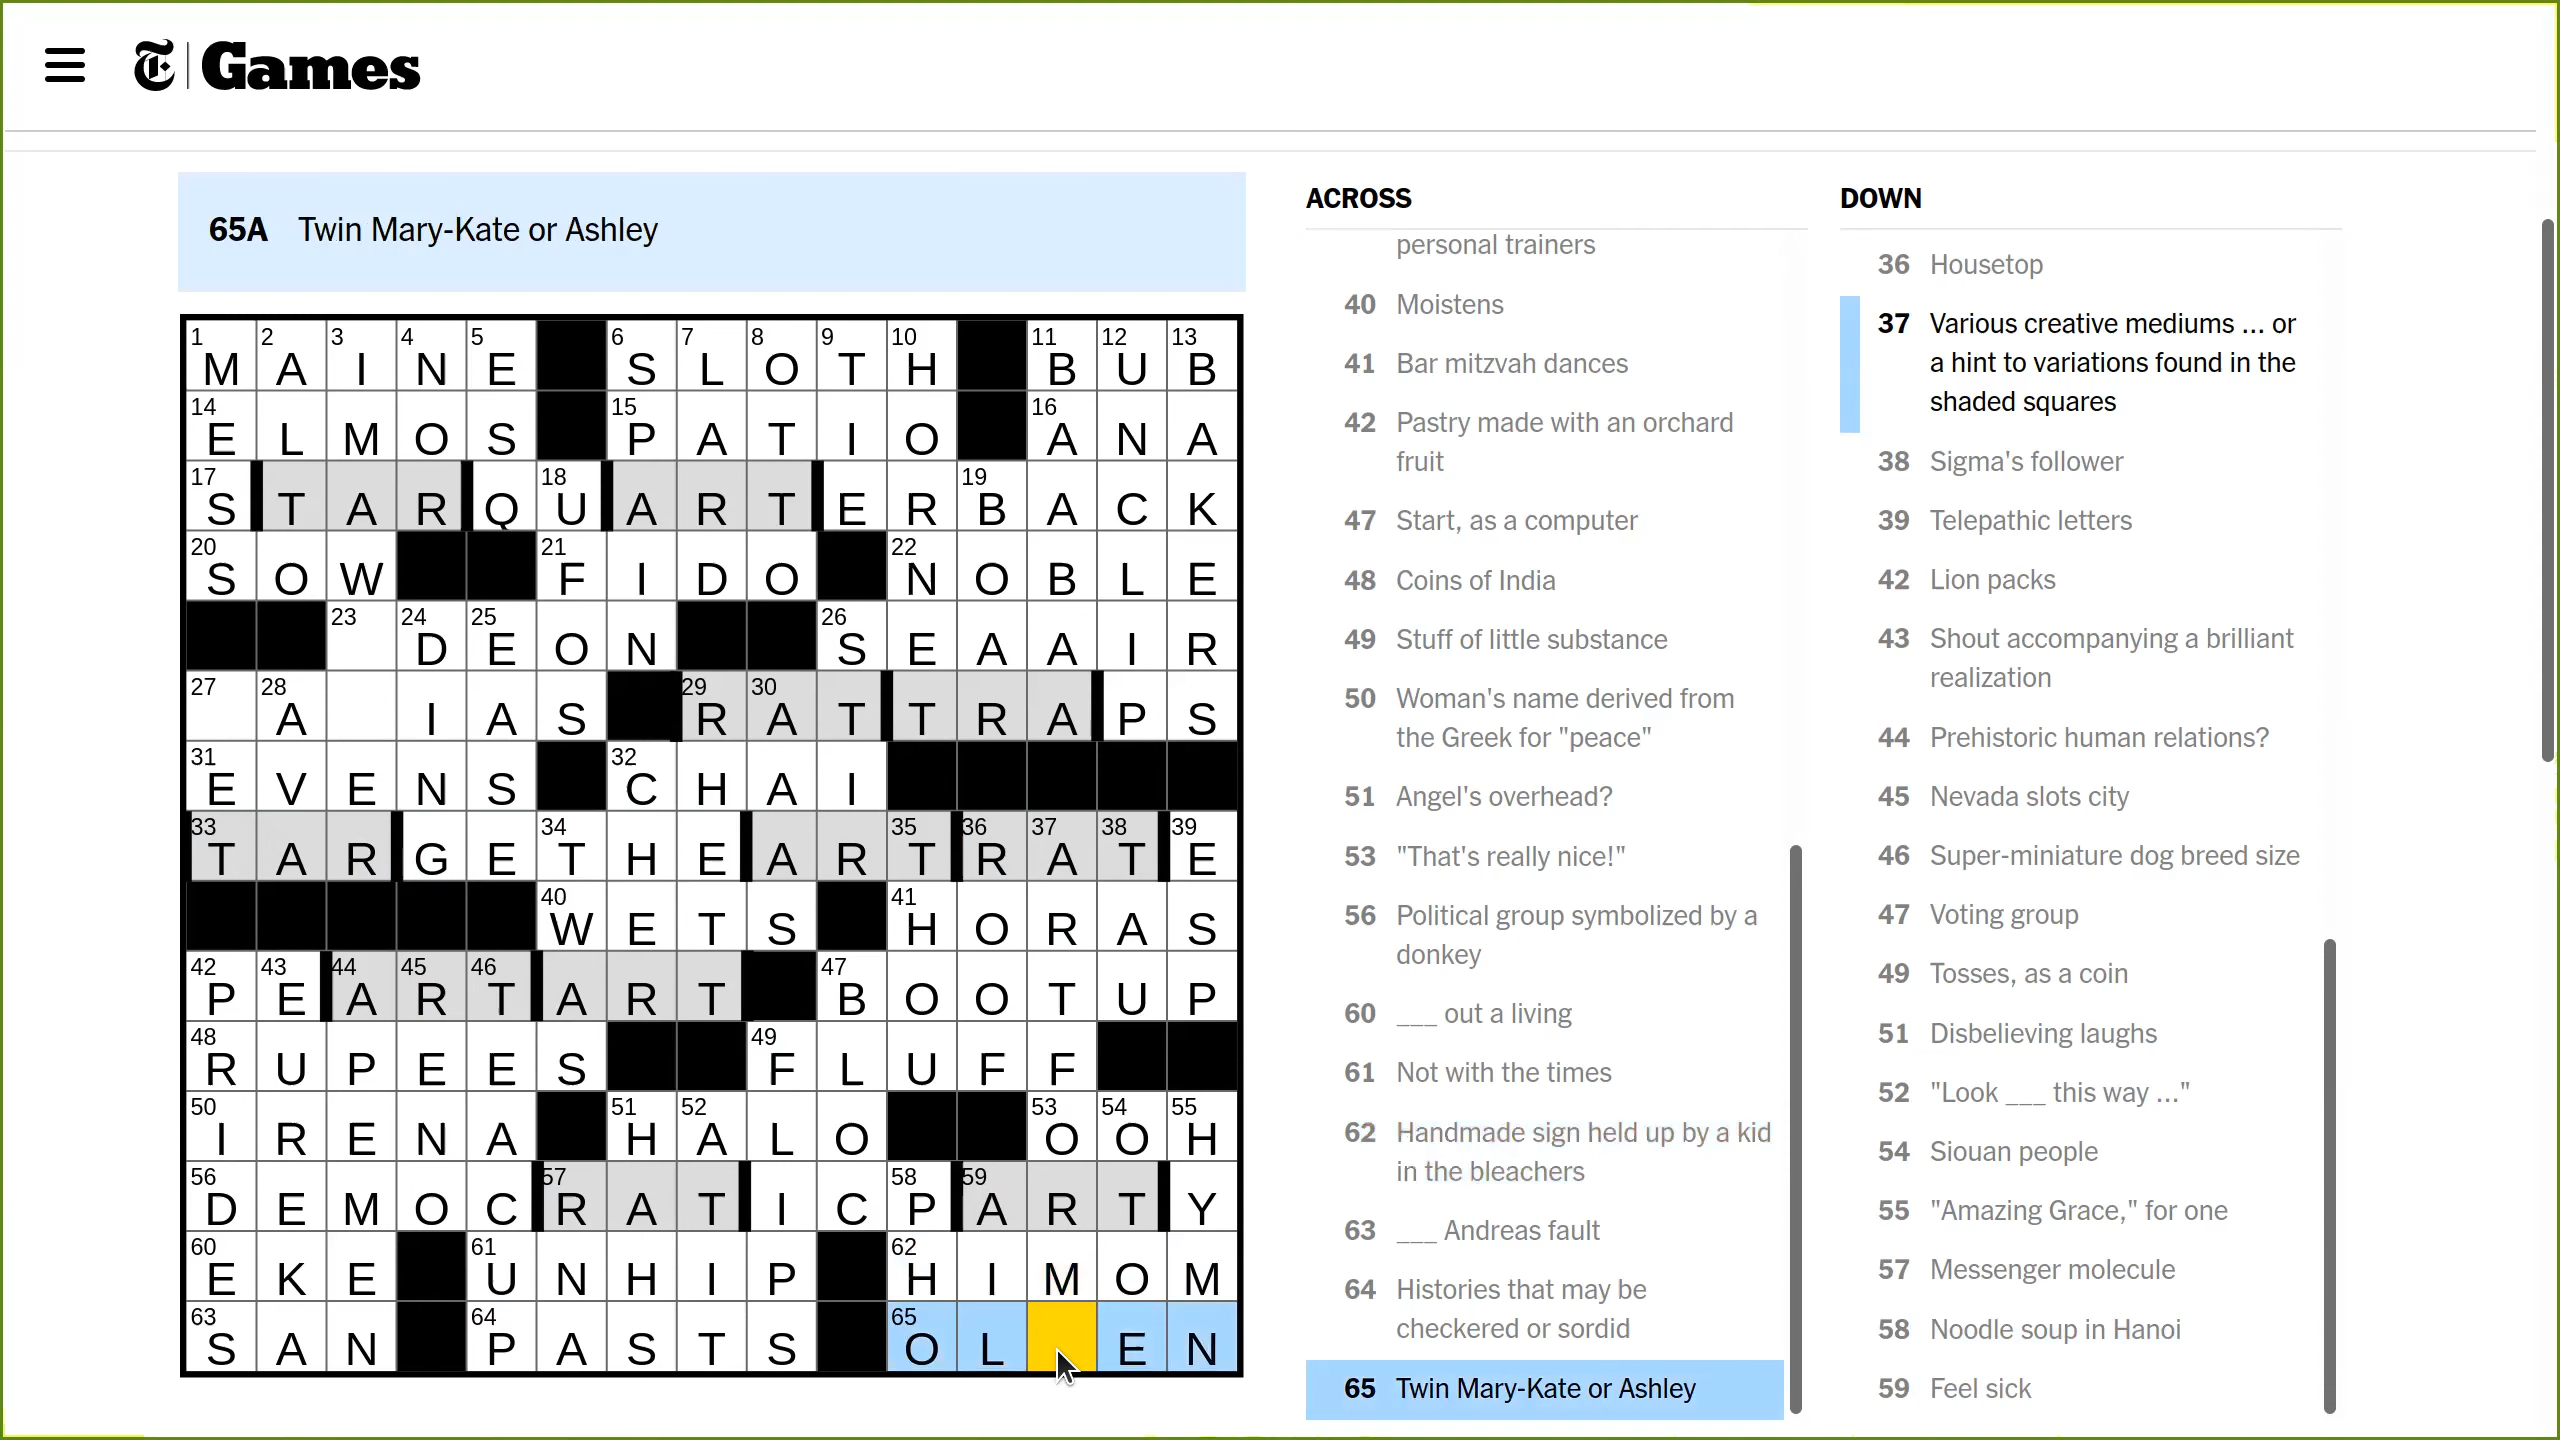 T Games
65A Twin Mary-Kate or Ashley
1 2 3 4 5 6 7 8 9 10 11 12 13
M A I N E S L O T H B U B
14 15 16
E L M O S P A T I O A N A
17 18 19
S T A R Q U A R T E R B A C K
20 21 22
S O W F I D O N O B L E
23 24 25 26
D E O N S E A A I R
27 28 29 30
A I A S R A T T R A P S
31 32
E V E N S C H A I
33 34 35 36 37 38 39
T A R G E T H E A R T R A T E
40 41
W E T S H O R A S
42 43 44 45 46 47
P E A R T A R T B O O T U P
48 49
R U P E E S F L U F F
50 51 52 53 54 55
I R E N A H A L O O O H
56 57 58 59
D E M O C R A T I C P A R T Y
60 61 62
E K E U N H I P H I M O M
63 64 65
S A N P A S T S O L E N
ACROSS
personal trainers
40 Moistens
41 Bar mitzvah dances
42 Pastry made with an orchard
fruit
47 Start, as a computer
48 Coins of India
49 Stuff of little substance
50 Woman's name derived from
the Greek for "peace"
51 Angel's overhead?
53 "That's really nice!"
56 Political group symbolized by a
donkey
60 ___ out a living
61 Not with the times
62 Handmade sign held up by a kid
in the bleachers
63 ___ Andreas fault
64 Histories that may be
checkered or sordid
65 Twin Mary-Kate or Ashley
DOWN
36 Housetop
37 Various creative mediums ... or
a hint to variations found in the
shaded squares
38 Sigma's follower
39 Telepathic letters
42 Lion packs
43 Shout accompanying a brilliant
realization
44 Prehistoric human relations?
45 Nevada slots city
46 Super-miniature dog breed size
47 Voting group
49 Tosses, as a coin
51 Disbelieving laughs
52 "Look ___ this way ..."
54 Siouan people
55 "Amazing Grace," for one
57 Messenger molecule
58 Noodle soup in Hanoi
59 Feel sick